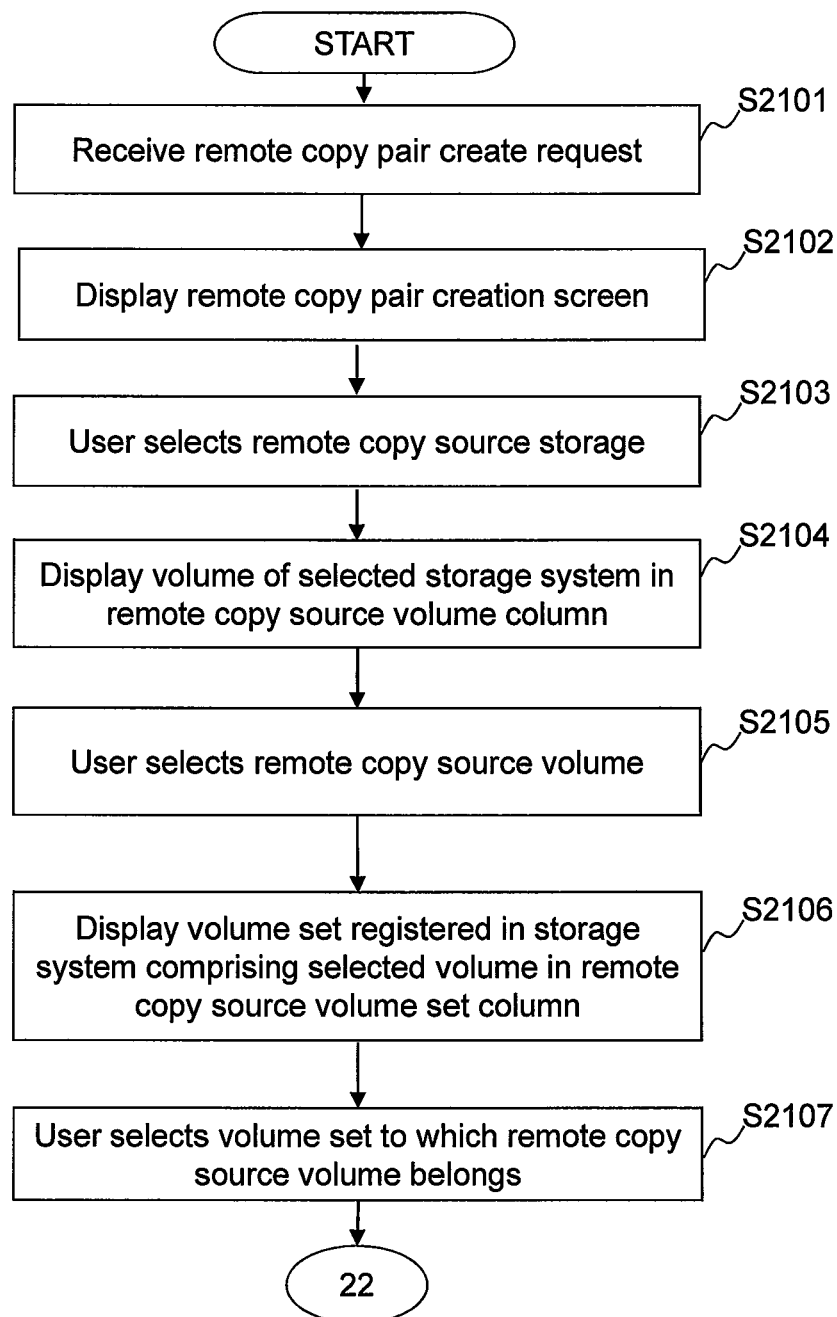 START
S2101
Receive remote copy pair create request
S2102
Display remote copy pair creation screen
S2103
User selects remote copy source storage
S2104
Display volume of selected storage system in
remote copy source volume column
S2105
User selects remote copy source volume
S2106
Display volume set registered in storage
system comprising selected volume in remote
copy source volume set column
S2107
User selects volume set to which remote copy
source volume belongs
22